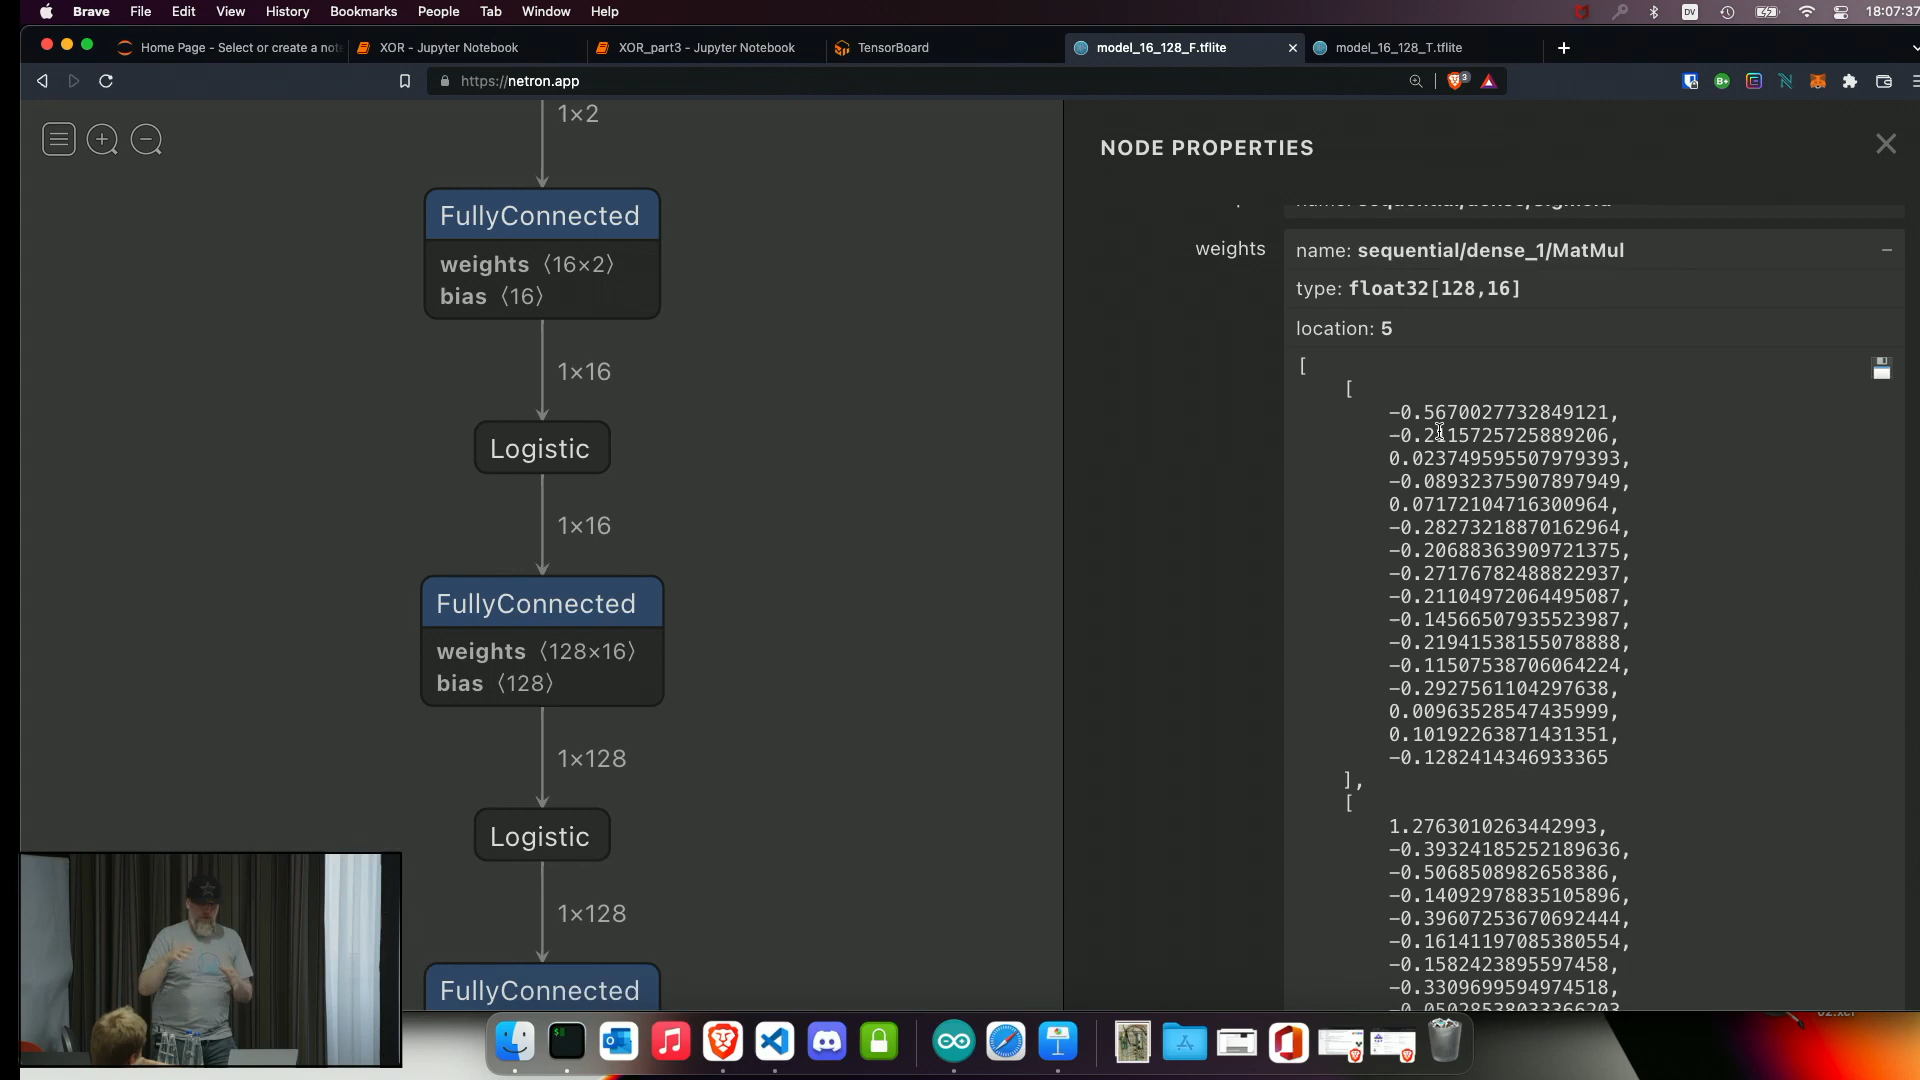 Brave File Edit View History Bookmarks People Tab Window Help DV 18:07:37
Home Page - Select or create a not
XOR - Jupyter Notebook
XOR_part3 - Jupyter Notebook
TensorBoard
model_16_128_F.tflite
model_16_128_T.tflite
https://netron.app
3
1×2
FullyConnected
weights ⟨16×2⟩
bias ⟨16⟩
1×16
Logistic
1×16
FullyConnected
weights ⟨128×16⟩
bias ⟨128⟩
1×128
Logistic
1×128
FullyConnected
NODE PROPERTIES
weights
name: sequential/dense_1/MatMul
type: float32[128,16]
location: 5
[
[
-0.5670027732849121,
-0.2115725725889206,
0.023749595507979393,
-0.08932375907897949,
0.07172104716300964,
-0.28273218870162964,
-0.20688363909721375,
-0.271767824888822937,
-0.21104972064495087,
-0.14566507935523987,
-0.21941538155078888,
-0.11507538706064224,
-0.2927561104297638,
0.00963528547435999,
0.10192263871431351,
-0.1282414346933365
],
[
1.2763010263442993,
-0.39324185252189636,
-0.5068508982658386,
-0.14092978835105896,
-0.39607253670692444,
-0.16141197085380554,
-0.1582423895597458,
-0.3309699594974518,